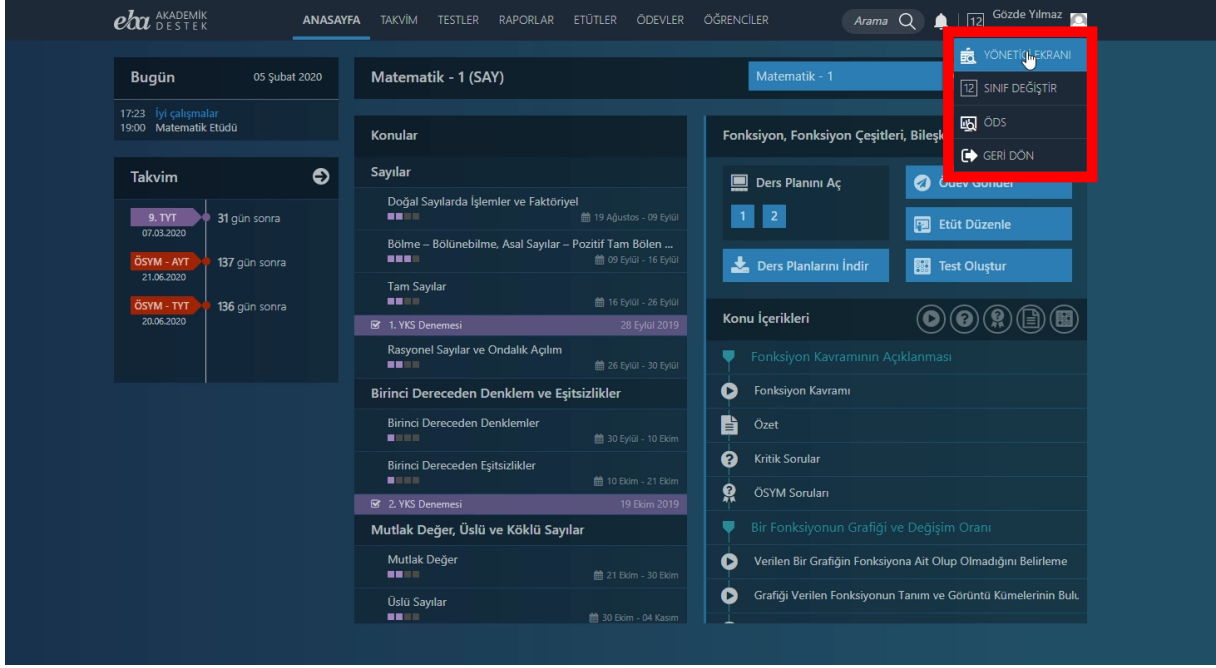 eba AKADEMİK DESTEK
ANASAYFA TAKVİM TESTLER RAPORLAR ETÜTLER ÖDEVLER ÖĞRENCİLER
Arama
12 Gözde Yılmaz
YÖNETİCİ EKRANI
12 SINIF DEĞİŞTİR
ÖDS
GERİ DÖN
Bugün 05 Şubat 2020
17:23 İyi çalışmalar
19:00 Matematik Etüdü
Takvim
9. TYT 31 gün sonra
07.03.2020
ÖSYM - AYT 137 gün sonra
21.06.2020
ÖSYM - TYT 136 gün sonra
20.06.2020
Matematik - 1 (SAY)
Matematik - 1
Konular
Sayılar
Doğal Sayılarda İşlemler ve Faktöriyel
19 Ağustos - 09 Eylül
Bölme – Bölünebilme, Asal Sayılar – Pozitif Tam Bölen ...
09 Eylül - 16 Eylül
Tam Sayılar
16 Eylül - 26 Eylül
1. YKS Denemesi 28 Eylül 2019
Rasyonel Sayılar ve Ondalık Açılım
26 Eylül - 30 Eylül
Birinci Dereceden Denklem ve Eşitsizlikler
Birinci Dereceden Denklemler
30 Eylül - 10 Ekim
Birinci Dereceden Eşitsizlikler
10 Ekim - 21 Ekim
2. YKS Denemesi 19 Ekim 2019
Mutlak Değer, Üslü ve Köklü Sayılar
Mutlak Değer
21 Ekim - 30 Ekim
Üslü Sayılar
30 Ekim - 04 Kasım
Fonksiyon, Fonksiyon Çeşitleri, Bileşk
Ders Planını Aç
1 2
Ders Planlarını İndir
Ödev Gönder
Etüt Düzenle
Test Oluştur
Konu İçerikleri
Fonksiyon Kavramının Açıklanması
Fonksiyon Kavramı
Özet
Kritik Sorular
ÖSYM Soruları
Bir Fonksiyonun Grafiği ve Değişim Oranı
Verilen Bir Grafiğin Fonksiyona Ait Olup Olmadığını Belirleme
Grafiği Verilen Fonksiyonun Tanım ve Görüntü Kümelerinin Bulu